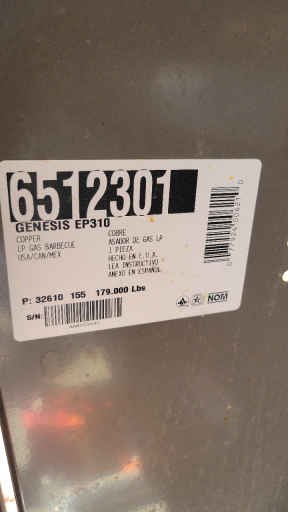 6512301
GENESIS EP310
COPPER
LP GAS BARBECUE
USA/CAN/MEX
COBRE
ASADOR DE GAS LP
1 PIEZA
HECHO EN E.U.A.
LEA INSTRUCTIVO
ANEXO EN ESPAÑOL
P: 32610 155 179.000 Lbs
S/N:
NOM